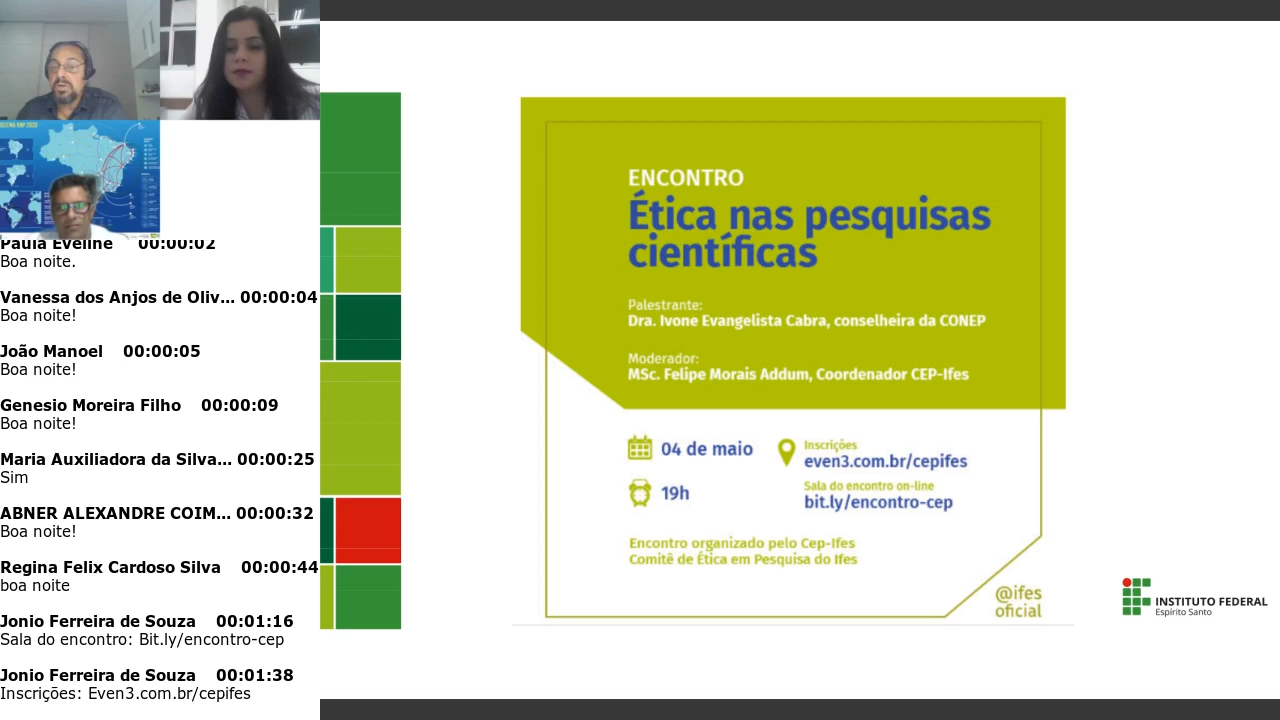 SISTEMA RNP 2020
Paula Eveline 00:00:02
Boa noite.
Vanessa dos Anjos de Oliv... 00:00:04
Boa noite!
João Manoel 00:00:05
Boa noite!
Genesio Moreira Filho 00:00:09
Boa noite!
Maria Auxiliadora da Silva... 00:00:25
Sim
ABNER ALEXANDRE COIM... 00:00:32
Boa noite!
Regina Felix Cardoso Silva 00:00:44
boa noite
Jonio Ferreira de Souza 00:01:16
Sala do encontro: Bit.ly/encontro-cep
Jonio Ferreira de Souza 00:01:38
Inscrições: Even3.com.br/cepifes
ENCONTRO
Ética nas pesquisas
científicas
Palestrante:
Dra. Ivone Evangelista Cabra, conselheira da CONEP
Moderador:
MSc. Felipe Morais Addum, Coordenador CEP-Ifes
04 de maio
Inscrições
even3.com.br/cepifes
19h
Sala do encontro on-line
bit.ly/encontro-cep
Encontro organizado pelo Cep-Ifes
Comitê de Ética em Pesquisa do Ifes
@ifes
oficial
INSTITUTO FEDERAL
Espírito Santo